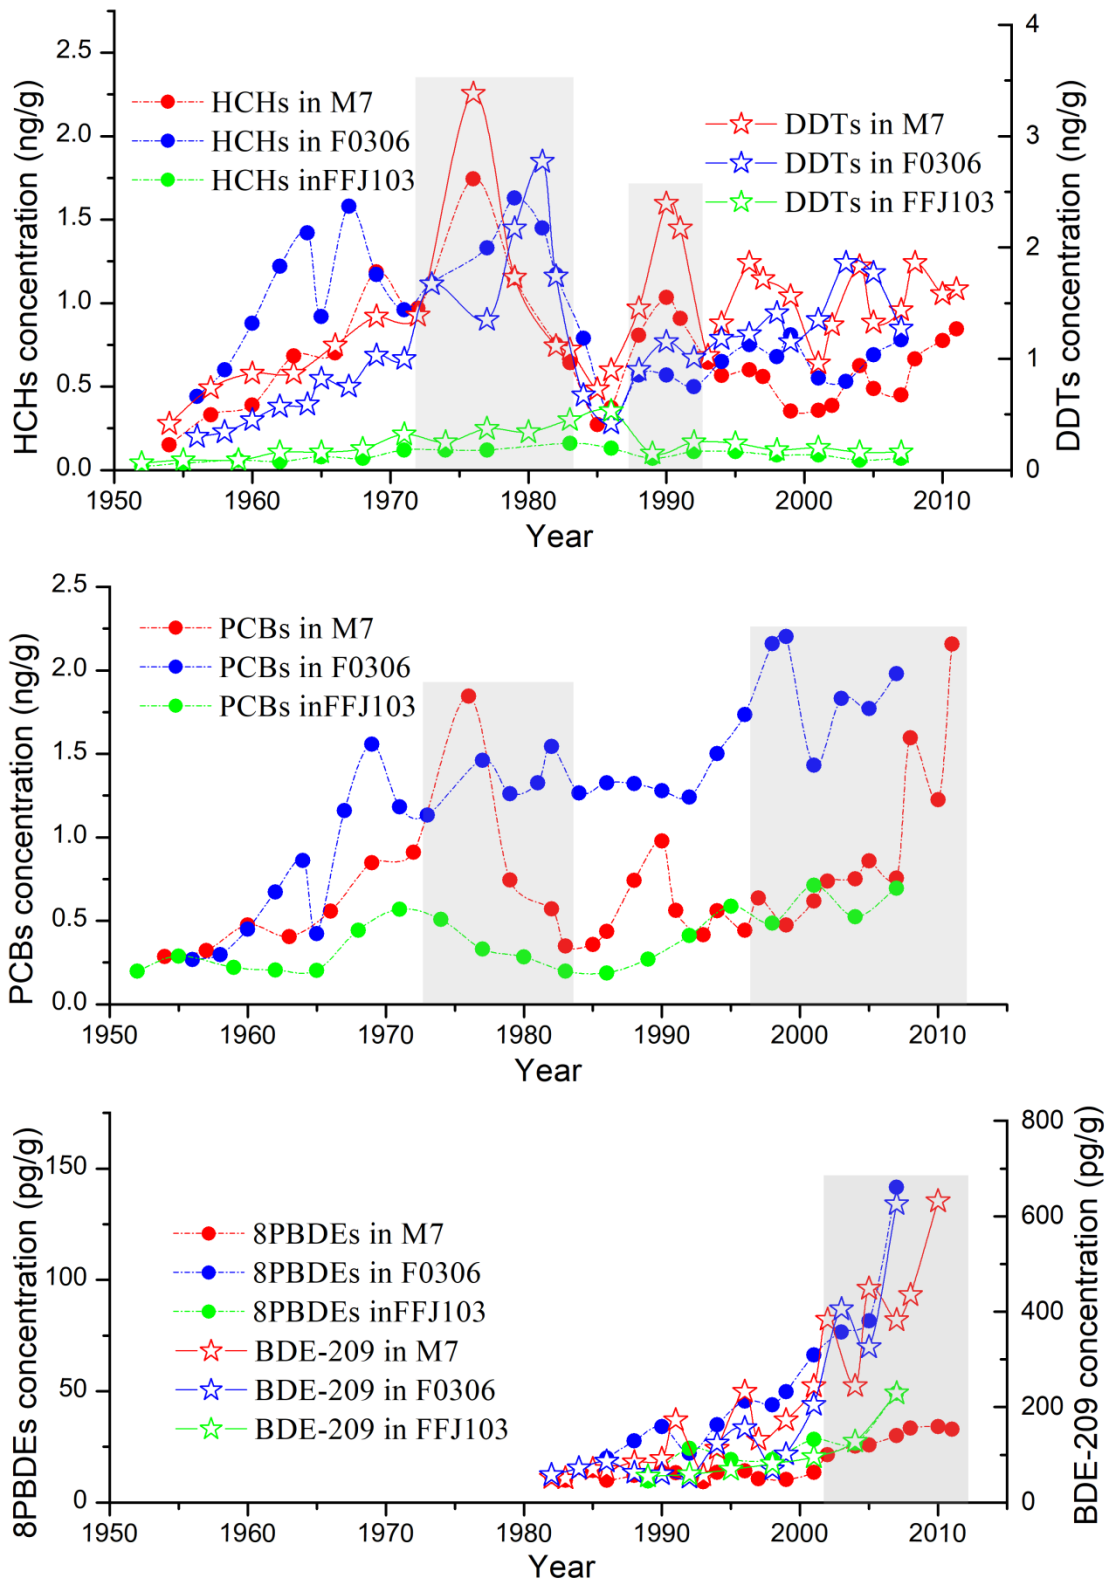 HCHs concentration (ng/g)
2.5
2.0
1.5
1.0
0.5
0.0
HCHs in M7
HCHs in F0306
HCHs inFFJ103
DDTs in M7
DDTs in F0306
DDTs in FFJ103
4
3
2
1
0
DDTs concentration (ng/g)
1950 1960 1970 1980 1990 2000 2010
Year
PCBs concentration (ng/g)
2.5
2.0
1.5
1.0
0.5
0.0
PCBs in M7
PCBs in F0306
PCBs inFFJ103
1950 1960 1970 1980 1990 2000 2010
Year
8PBDEs concentration (pg/g)
150
100
50
0
8PBDEs in M7
8PBDEs in F0306
8PBDEs inFFJ103
BDE-209 in M7
BDE-209 in F0306
BDE-209 in FFJ103
800
600
400
200
0
BDE-209 concentration (pg/g)
1950 1960 1970 1980 1990 2000 2010
Year